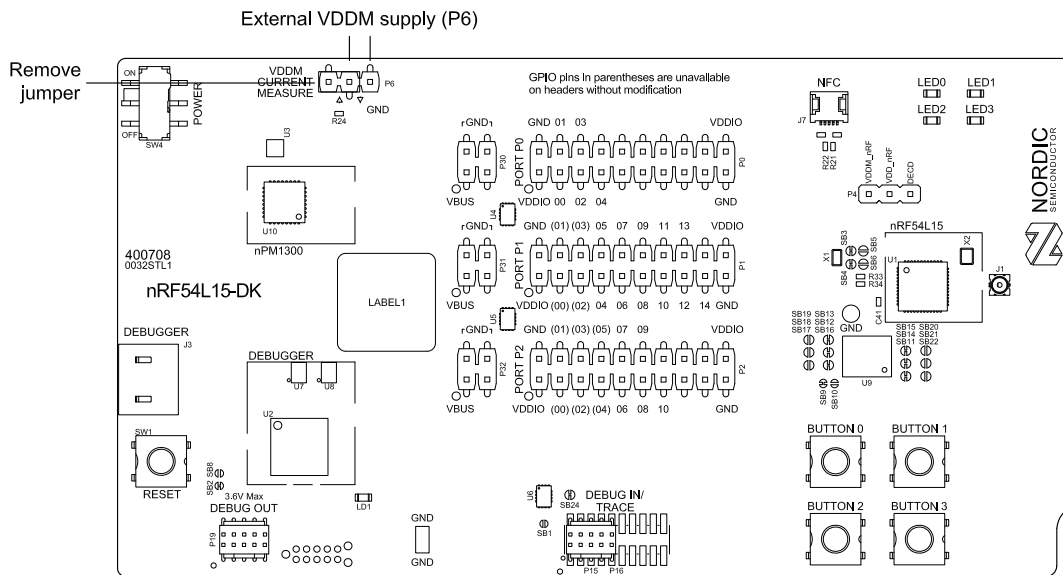 External VDDM supply (P6)
Remove
jumper
ON
OFF
SW4
POWER
VDDM
CURRENT
MEASURE
P6
GND
R24
GPIO pins in parentheses are unavailable
on headers without modification
NFC
J7
R22
R21
LED0 LED1
LED2 LED3
NORDIC
SEMICONDUCTOR
U3
U10
nPM1300
GND
P30
VBUS
PORT P0
GND 01 03 VDDIO
VDDIO 00 02 04 GND
P0
U4
VDDM_nRF
VDD_nRF
DECD
P4
400708
0032STL1
nRF54L15-DK
LABEL1
GND
P31
VBUS
PORT P1
GND (01) (03) 05 07 09 11 13 VDDIO
VDDIO (00) (02) 04 06 08 10 12 14 GND
P1
U5
nRF54L15
X1
SB3
SB4
SB5
SB6
U1
X2
R33
R34
J1
C41
GND
DEBUGGER
J3
DEBUGGER
U7 U8
U2
GND
P32
VBUS
PORT P2
GND (01) (03) (05) 07 09 VDDIO
VDDIO (00) (02) (04) 06 08 10 GND
P2
SB19 SB13
SB18 SB12
SB17 SB16
SB15 SB20
SB14 SB21
SB11 SB22
U9
SB9
SB10
SW1
RESET
SB8
SB2
3.6V Max
DEBUG OUT
P19
LD1
GND
GND
U6
SB24
SB1
DEBUG IN/
TRACE
P15 P16
BUTTON 0 BUTTON 1
BUTTON 2 BUTTON 3